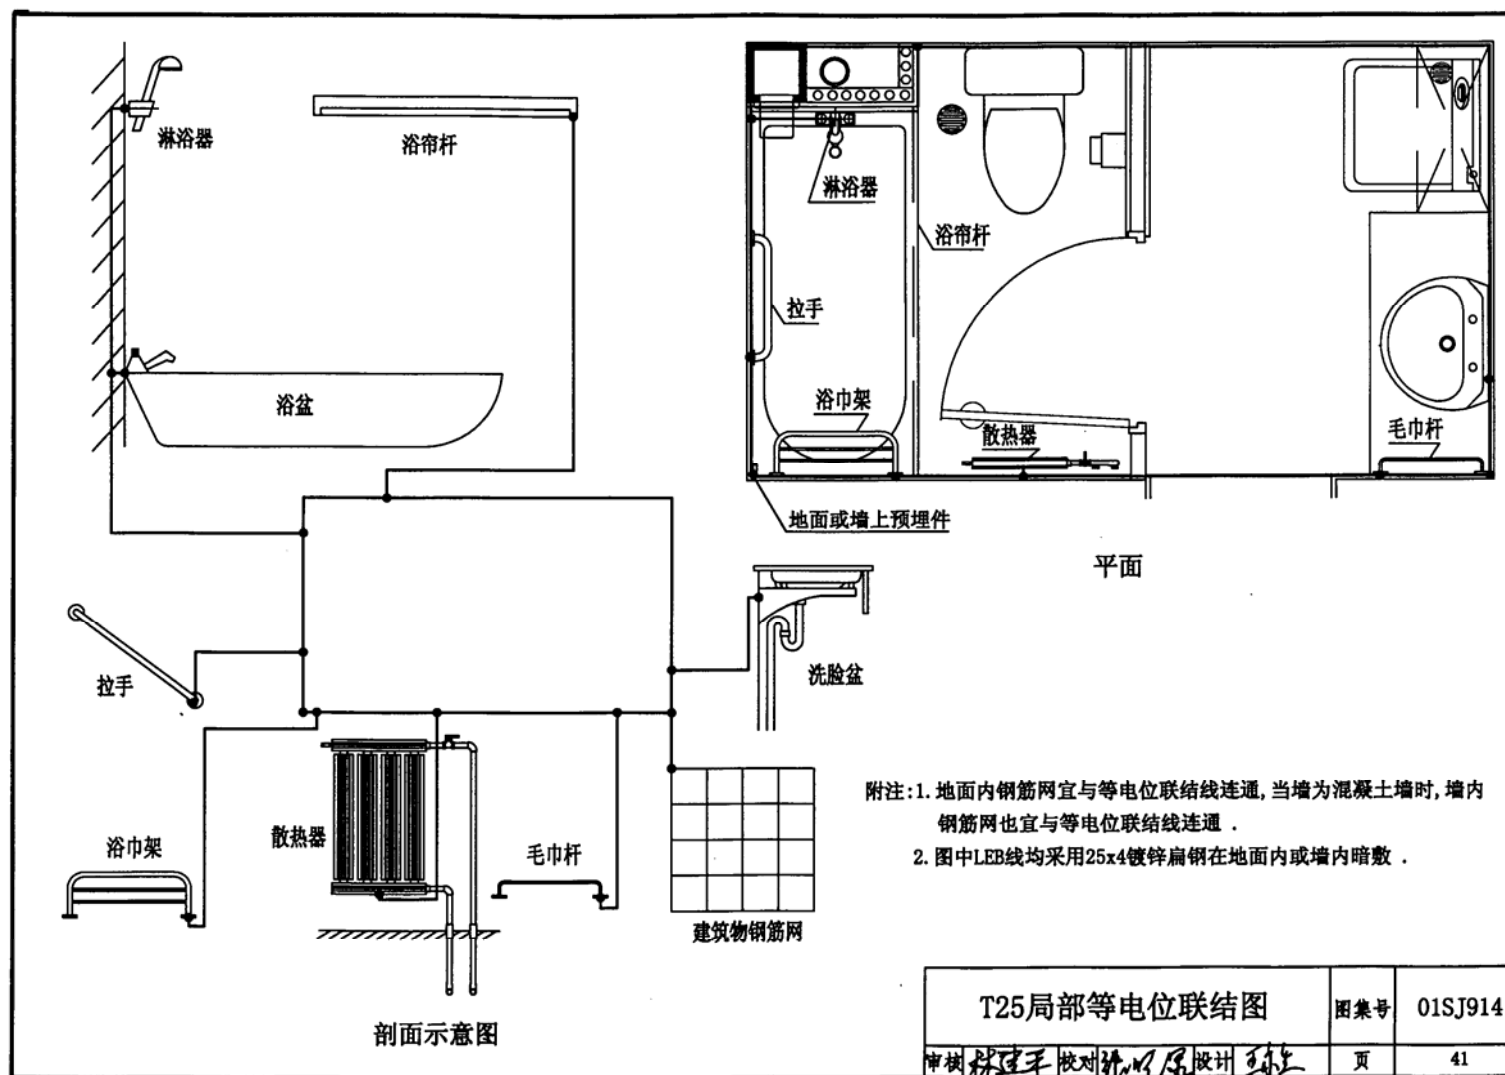 淋浴器
浴帘杆
浴盆
拉手
浴巾架
散热器
毛巾杆
建筑物钢筋网
洗脸盆
剖面示意图
淋浴器
浴帘杆
拉手
浴巾架
散热器
毛巾杆
地面或墙上预埋件
平面
附注:1.地面内钢筋网宜与等电位联结线连通,当墙为混凝土墙时,墙内
钢筋网也宜与等电位联结线连通.
2.图中LEB线均采用25x4镀锌扁钢在地面内或墙内暗敷.
T25局部等电位联结图 图集号 01SJ914
审核 校对 设计 页 41